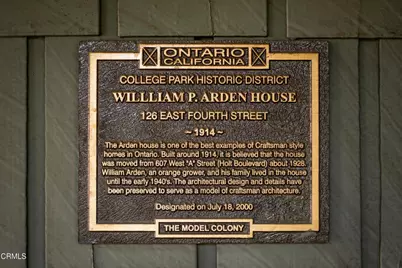 ONTARIO
CALIFORNIA
COLLEGE PARK HISTORIC DISTRICT
WILLLIAM P. ARDEN HOUSE
126 EAST FOURTH STREET
~ 1914 ~
The Arden house is one of the best examples of Craftsman style
homes in Ontario. Built around 1914, it is believed that the house
was moved from 607 West "A" Street (Holt Boulevard) about 1928.
William Arden, an orange grower, and his family lived in the house
until the early 1940's. The architectural design and details have
been preserved to serve as a model of craftsman architecture.
Designated on July 18, 2000
THE MODEL COLONY
CRMLS